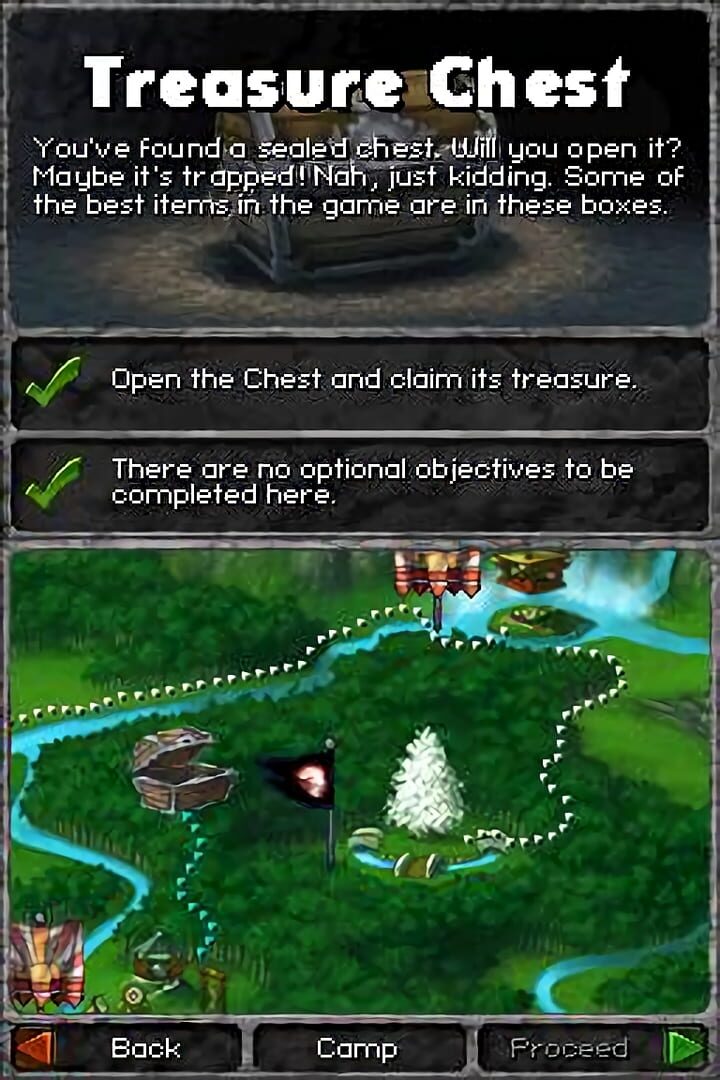 Treasure Chest
You've found a sealed chest. Will you open it?
Maybe it's trapped! Nah, just kidding. Some of
the best items in the game are in these boxes.
Open the Chest and claim its treasure.
There are no optional objectives to be
completed here.
Back
Camp
Proceed